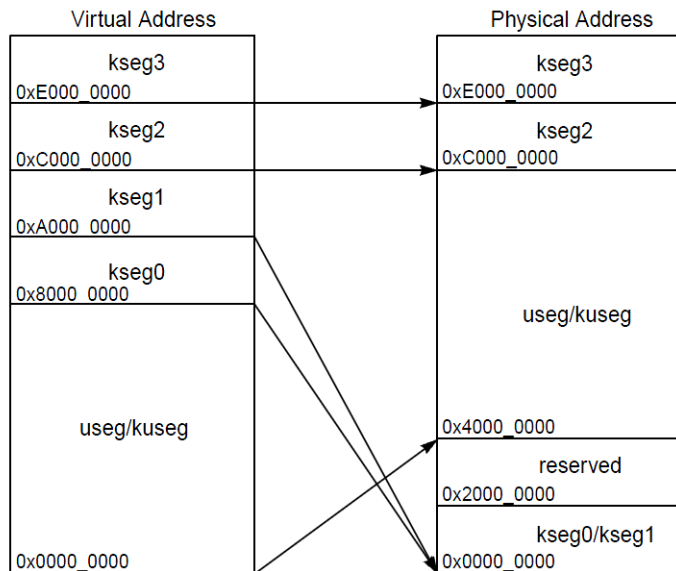 Virtual Address
kseg3
0xE000_0000
kseg2
0xC000_0000
kseg1
0xA000_0000
kseg0
0x8000_0000
useg/kuseg
0x0000_0000
Physical Address
kseg3
0xE000_0000
kseg2
0xC000_0000
useg/kuseg
0x4000_0000
reserved
0x2000_0000
kseg0/kseg1
0x0000_0000